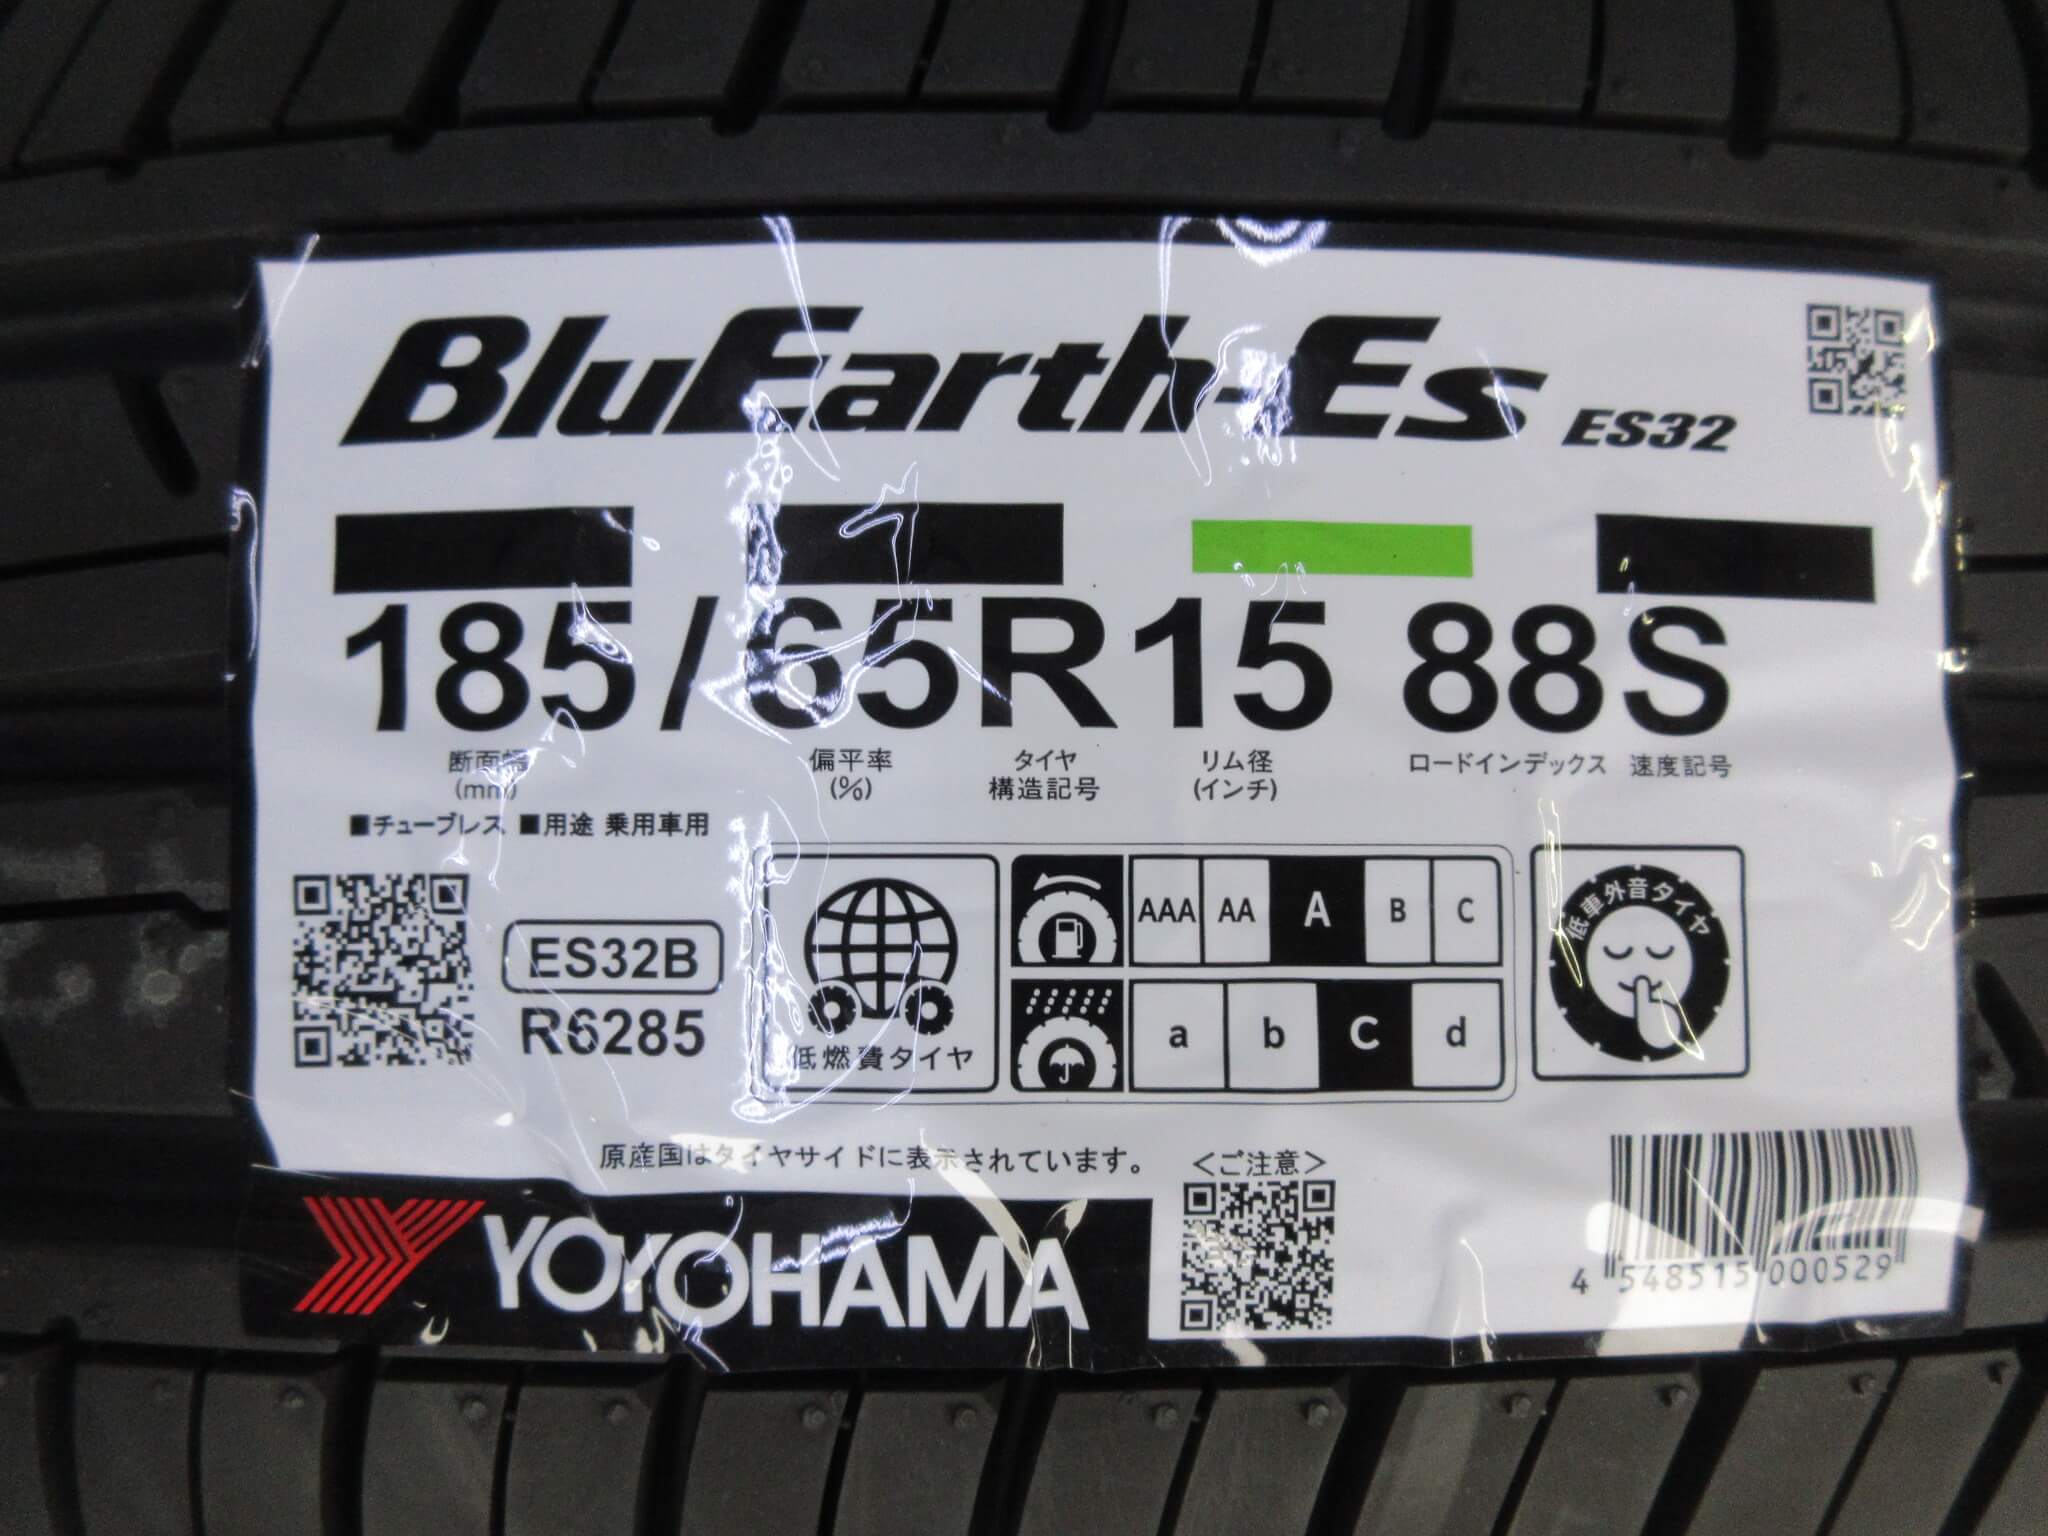 BluEarth-Es ES32
185/65R15 88S
断面幅 偏平率 タイヤ リム径 ロードインデックス 速度記号
(mm) (%) 構造記号 (インチ)
■チューブレス ■用途 乗用車用
低車外音タイヤ
AAA AA A B C
ES32B
R6285
a b c d
低燃費タイヤ
原産国はタイヤサイドに表示されています。
<ご注意>
YOKOHAMA
4 548515 000529